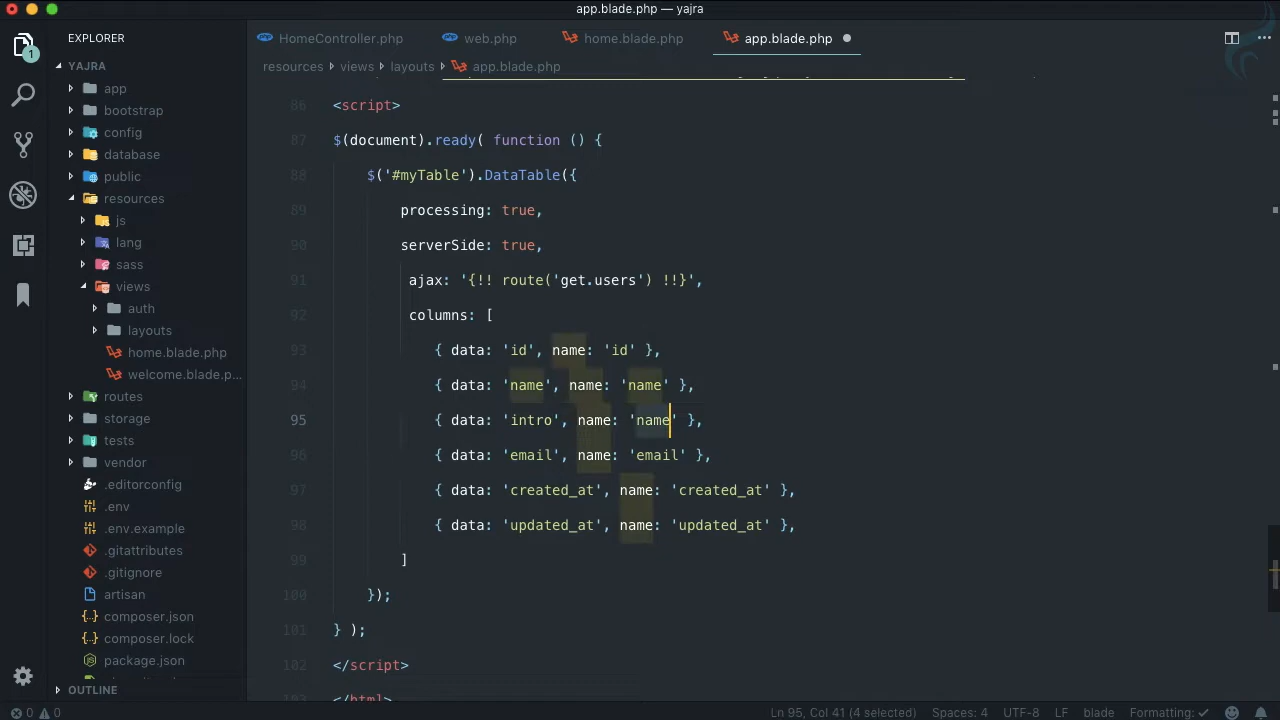 app.blade.php — yajra
EXPLORER
HomeController.php
web.php
home.blade.php
app.blade.php
1
YAJRA
resources
views
layouts
app.blade.php
app
bootstrap
config
database
public
resources
js
lang
sass
views
auth
layouts
home.blade.php
welcome.blade.p...
routes
storage
tests
vendor
.editorconfig
.env
.env.example
.gitattributes
.gitignore
artisan
composer.json
composer.lock
package.json
OUTLINE
86 <script>
87 $(document).ready( function () {
88 $('#myTable').DataTable({
89 processing: true,
90 serverSide: true,
91 ajax: '{!! route('get.users') !!}',
92 columns: [
93 { data: 'id', name: 'id' },
94 { data: 'name', name: 'name' },
95 { data: 'intro', name: 'name' },
96 { data: 'email', name: 'email' },
97 { data: 'created_at', name: 'created_at' },
98 { data: 'updated_at', name: 'updated_at' },
99 ]
100 });
101 } );
102 </script>
103 </html>
0 0
Ln 95, Col 41 (4 selected)
Spaces: 4
UTF-8
LF
blade
Formatting: ✓